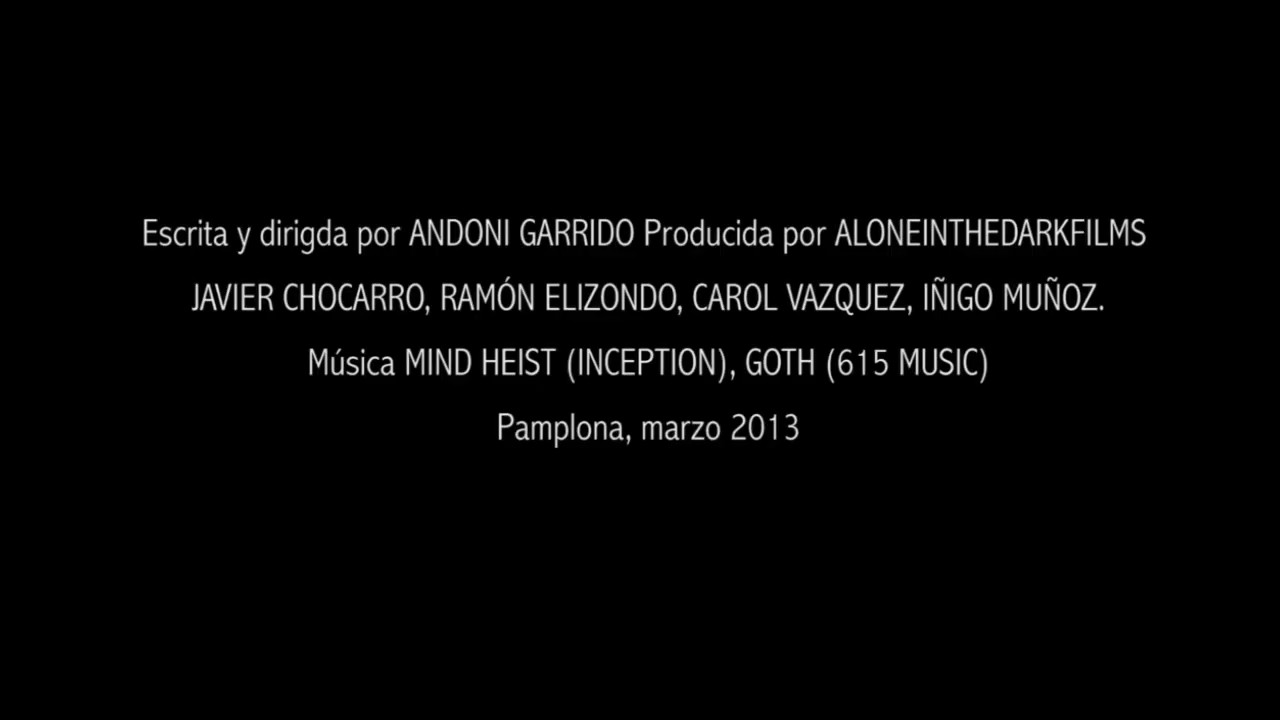 Escrita y dirigda por ANDONI GARRIDO Producida por ALONEINTHEDARKFILMS
JAVIER CHOCARRO, RAMÓN ELIZONDO, CAROL VAZQUEZ, IÑIGO MUÑOZ.
Música MIND HEIST (INCEPTION), GOTH (615 MUSIC)
Pamplona, marzo 2013